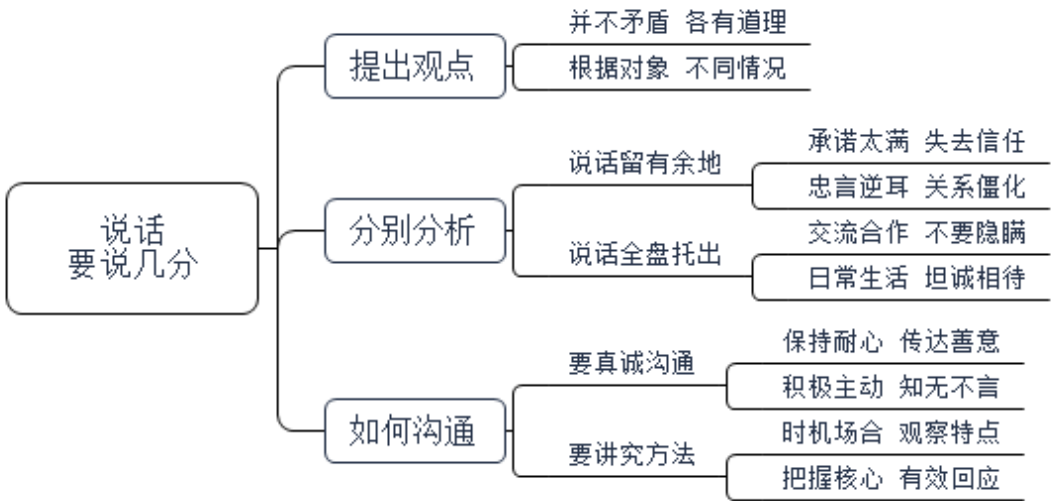 说话
要说几分
提出观点
并不矛盾 各有道理
根据对象 不同情况
分别分析
说话留有余地
承诺太满 失去信任
忠言逆耳 关系僵化
说话全盘托出
交流合作 不要隐瞒
日常生活 坦诚相待
如何沟通
要真诚沟通
保持耐心 传达善意
积极主动 知无不言
要讲究方法
时机场合 观察特点
把握核心 有效回应